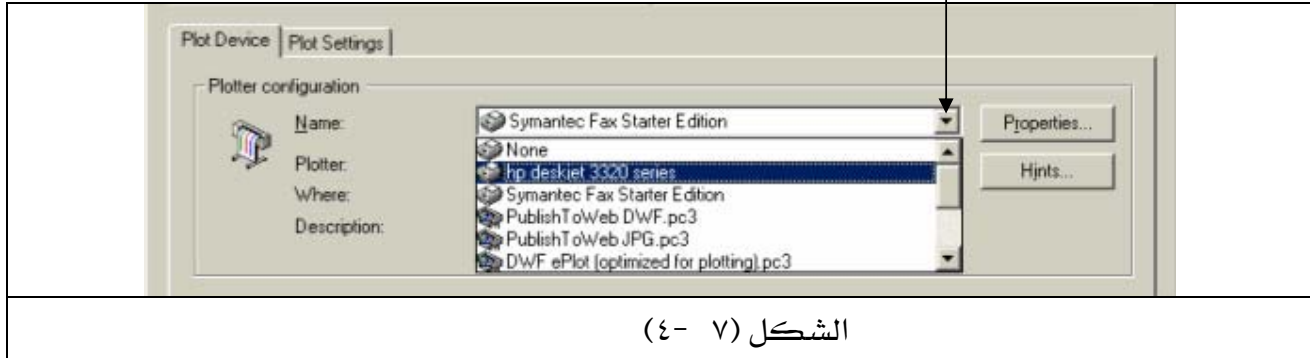 Plot Device Plot Settings
Plotter configuration
Name: Symantec Fax Starter Edition Properties...
None
Plotter: hp deskjet 3320 series Hints...
Where: Symantec Fax Starter Edition
PublishToWeb DWF.pc3
Description: PublishToWeb JPG.pc3
DWF ePlot (optimized for plotting).pc3
الشكل (٧ -٤)